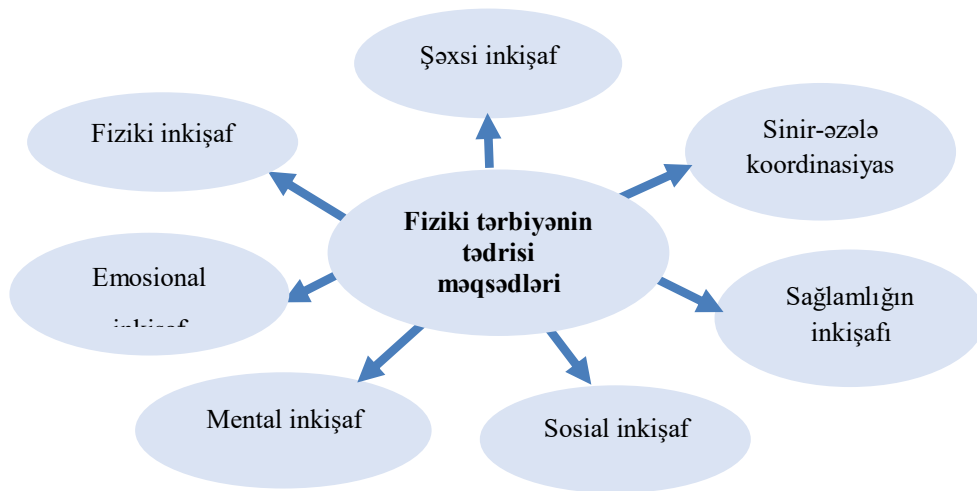 Şəxsi inkişaf
Fiziki inkişaf
Sinir-əzələ
koordinasiyas
Fiziki tərbiyənin
tədrisi
məqsədləri
Emosional
Sağlamlığın
inkişafı
Mental inkişaf
Sosial inkişaf